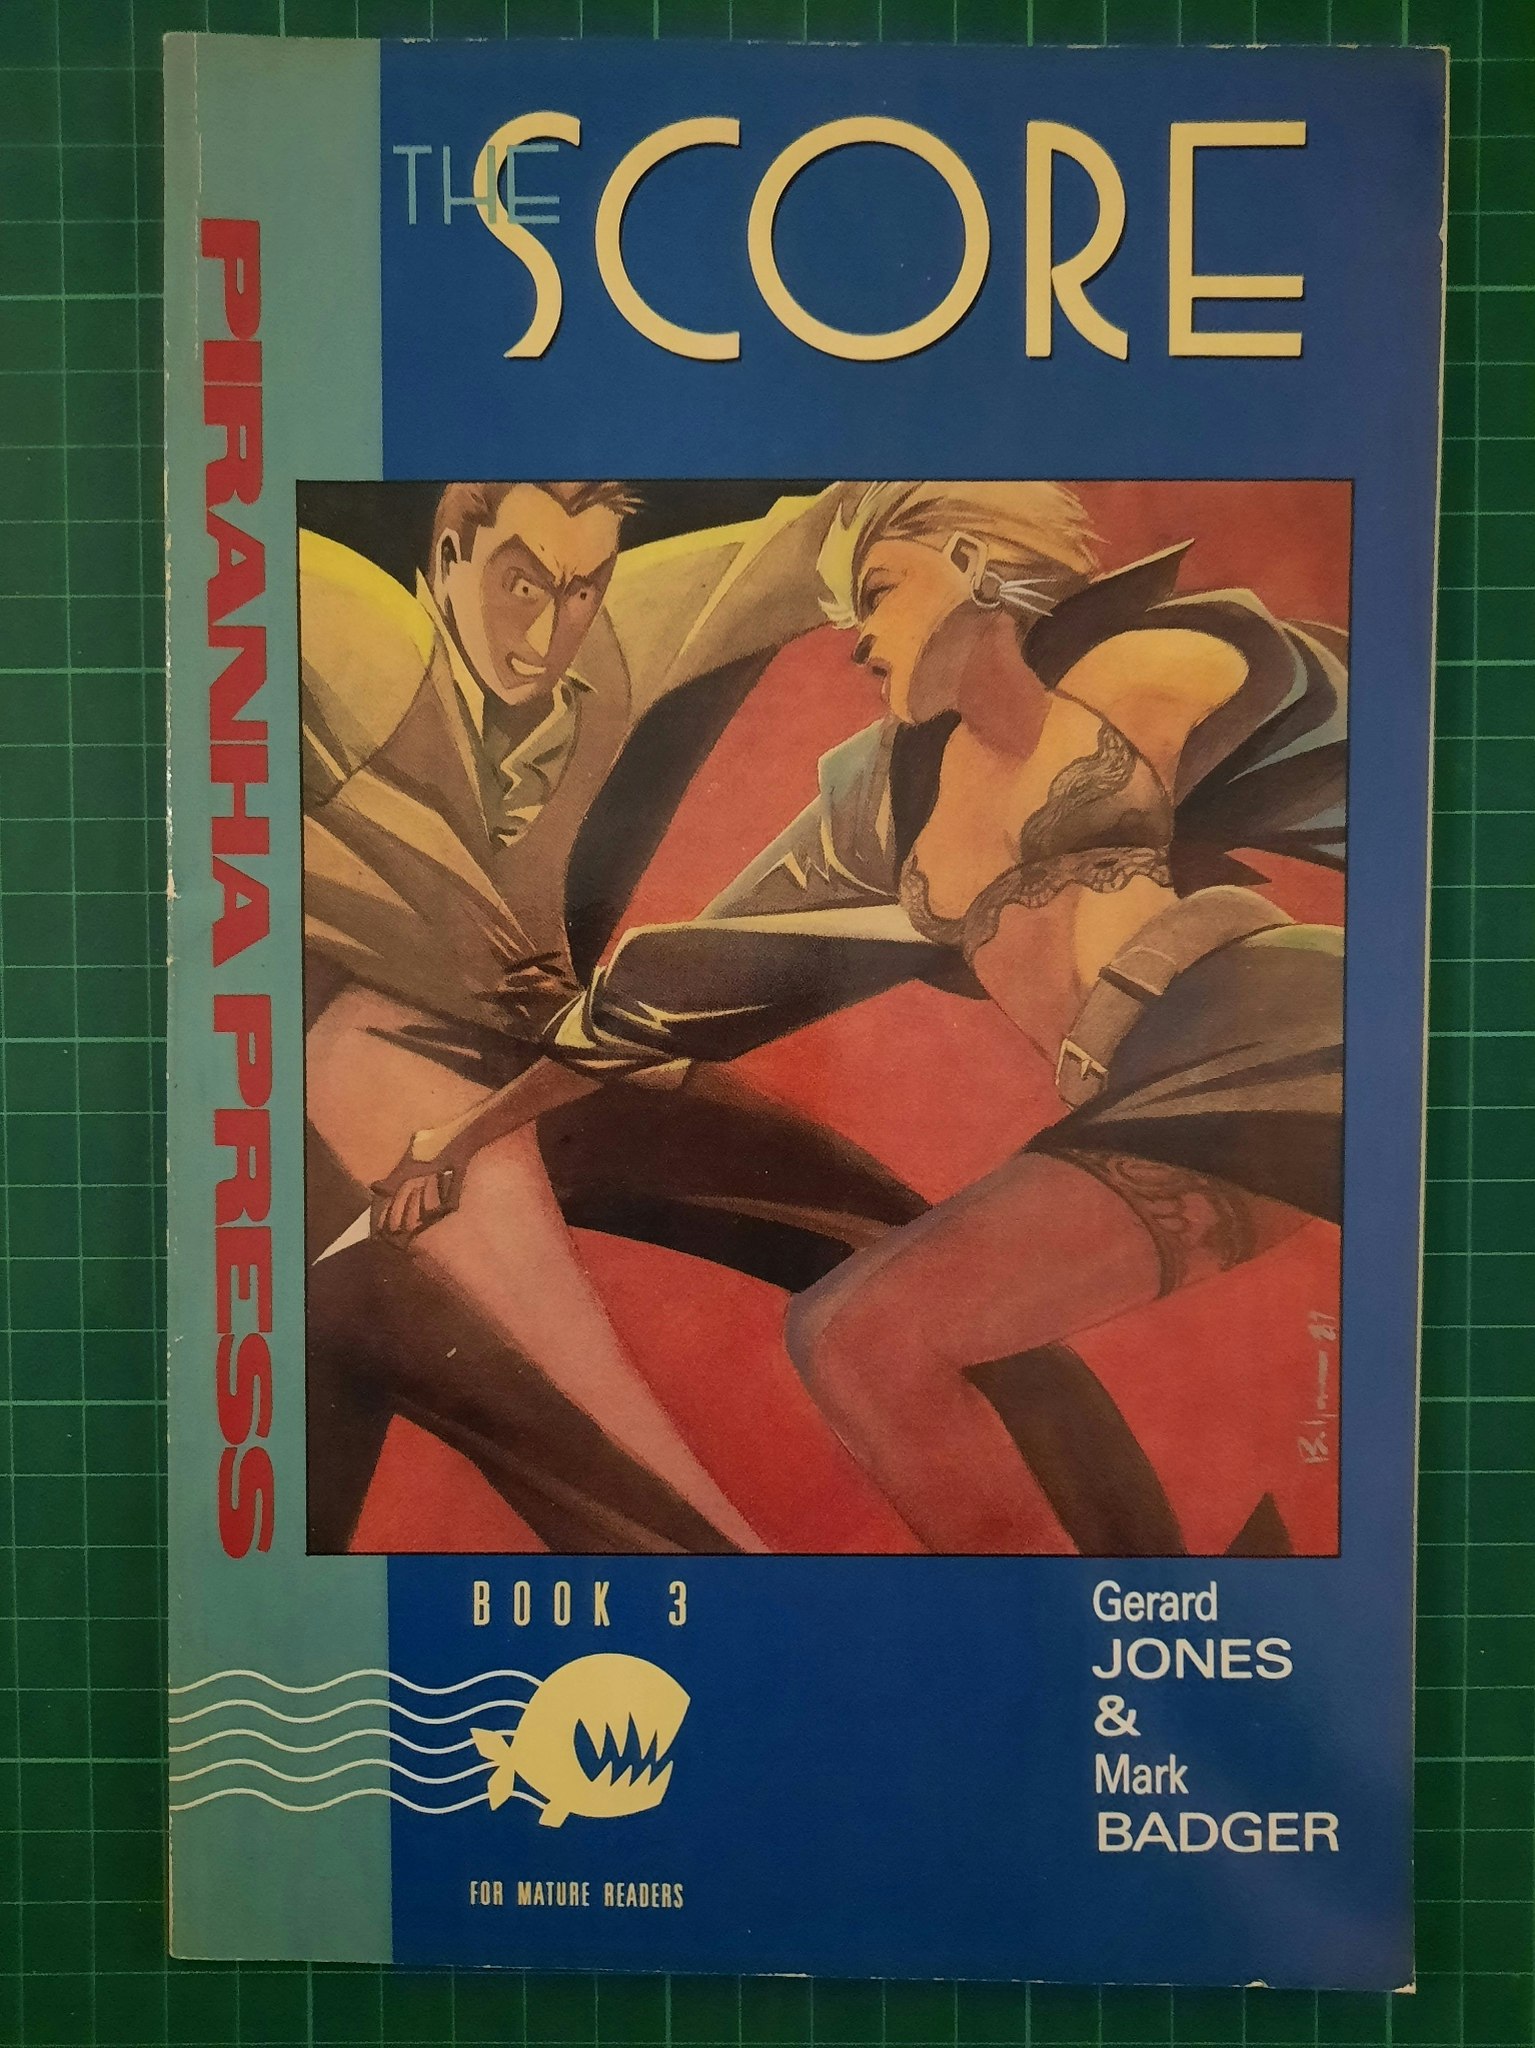 THE SCORE
PIRANHA PRESS
BOOK 3
FOR MATURE READERS
Gerard
JONES
&
Mark
BADGER